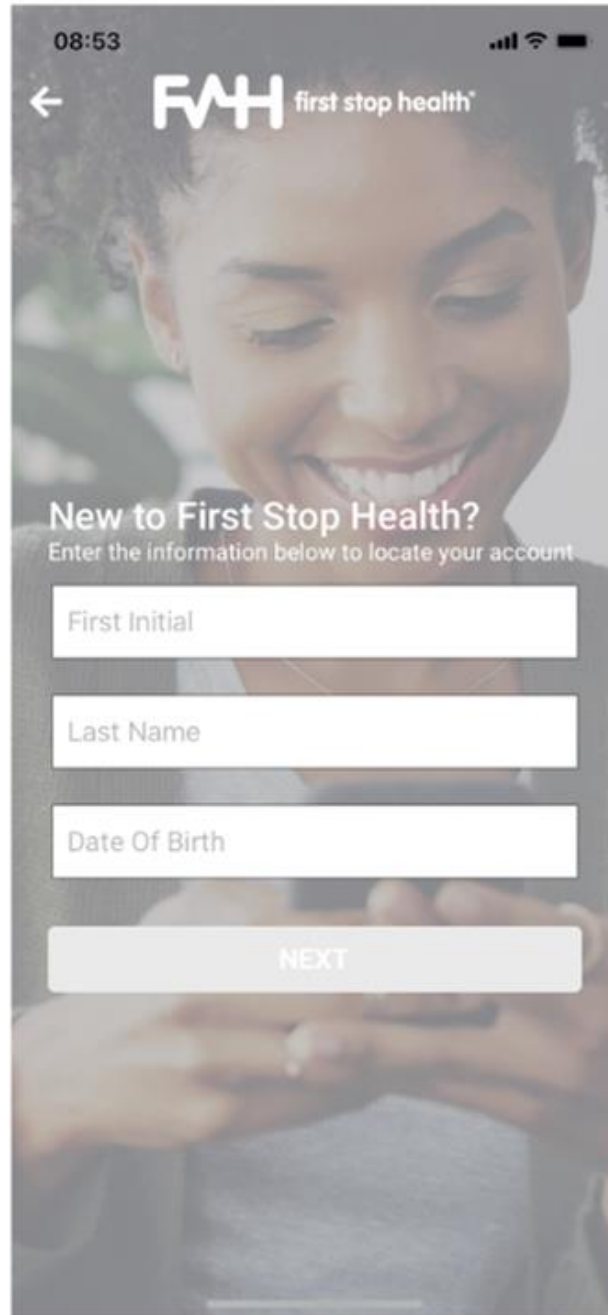 08:53
FAH first stop health®
New to First Stop Health?
Enter the information below to locate your account
First Initial
Last Name
Date Of Birth
NEXT